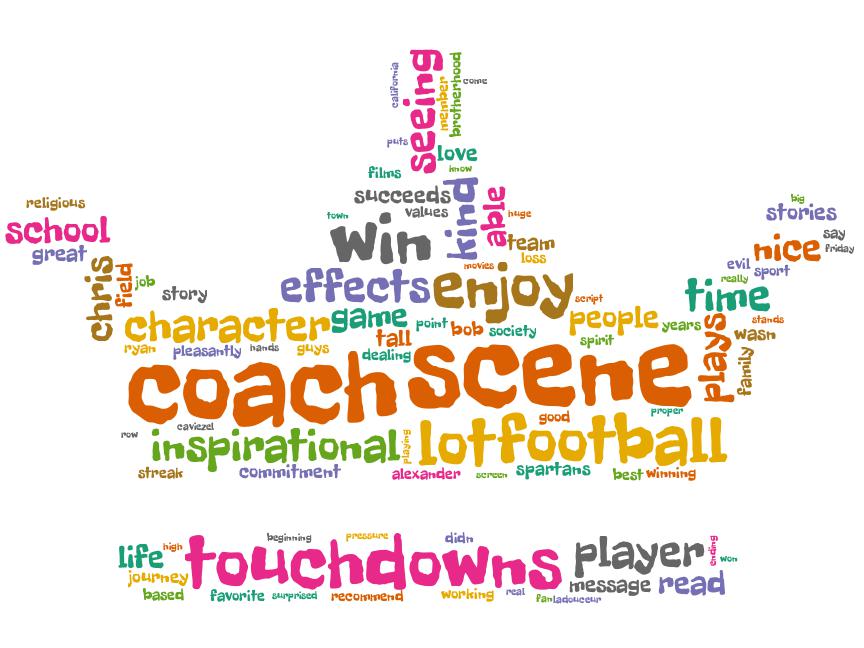 seeing
california
member
brotherhood
come
puts
love
films
know
succeeds
kind
able
religious
values
huge
big
stories
town
school
win
team
say
great
nice
friday
loss
evil
sport
chris
field
job
movies
really
story
effects
enjoy
time
script
character
game
point
bob
society
people
years
stands
plays
wasn
tall
spirit
ryan
pleasantly
hands
guys
dealing
family
coach
scene
good
proper
row
caviezel
inspirational
playing
lot
football
streak
commitment
alexander
screen
spartans
best
winning
beginning
pressure
didn
life
high
touchdowns
player
ending
won
journey
message
read
based
favorite
surprised
recommend
working
real
fan
ladouceur